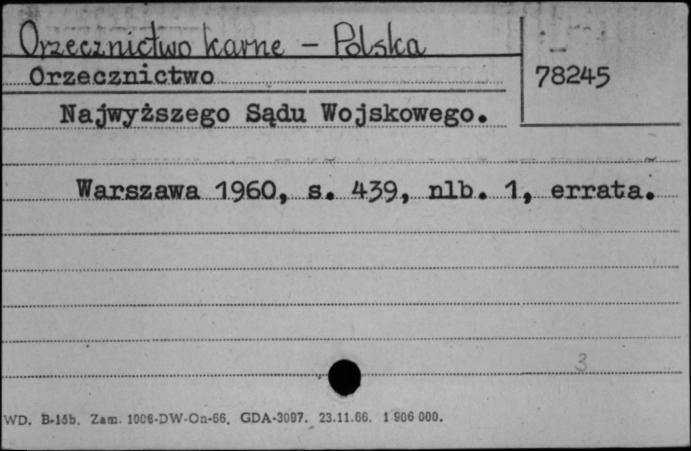 Orzecznictwo karne – Polska
Orzecznictwo
78245
Najwyższego Sądu Wojskowego.
Warszawa 1960, s. 439, nlb. 1, errata.
3
WD. B-15b. Zam. 1008-DW-On-66. GDA-3097. 23.11.66. 1 906 000.